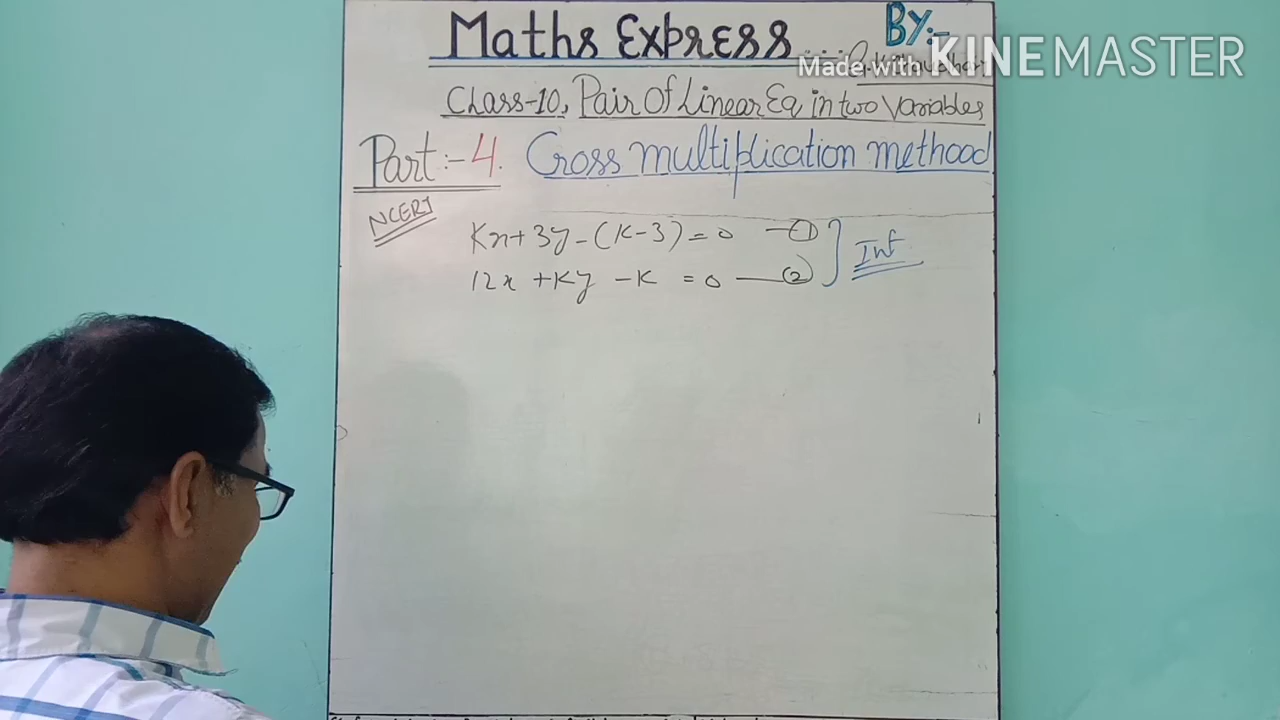 Maths Express
BY:-
Made with KINEMASTER
Class-10, Pair Of Linear Eq in two Variables
Part:-4. Cross multiplication methood
NCERT
Kx+3y-(K-3)=0 —①
12x+Ky-K=0 —②
Inf